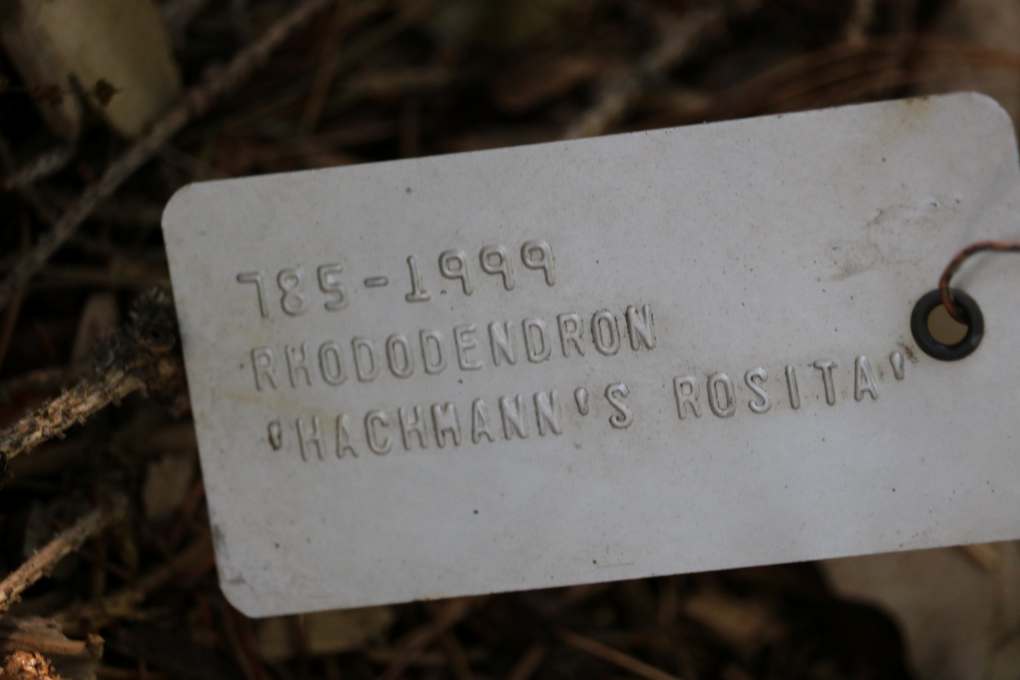 785-1999
RHODODENDRON
'HACHMANN'S ROSITA'